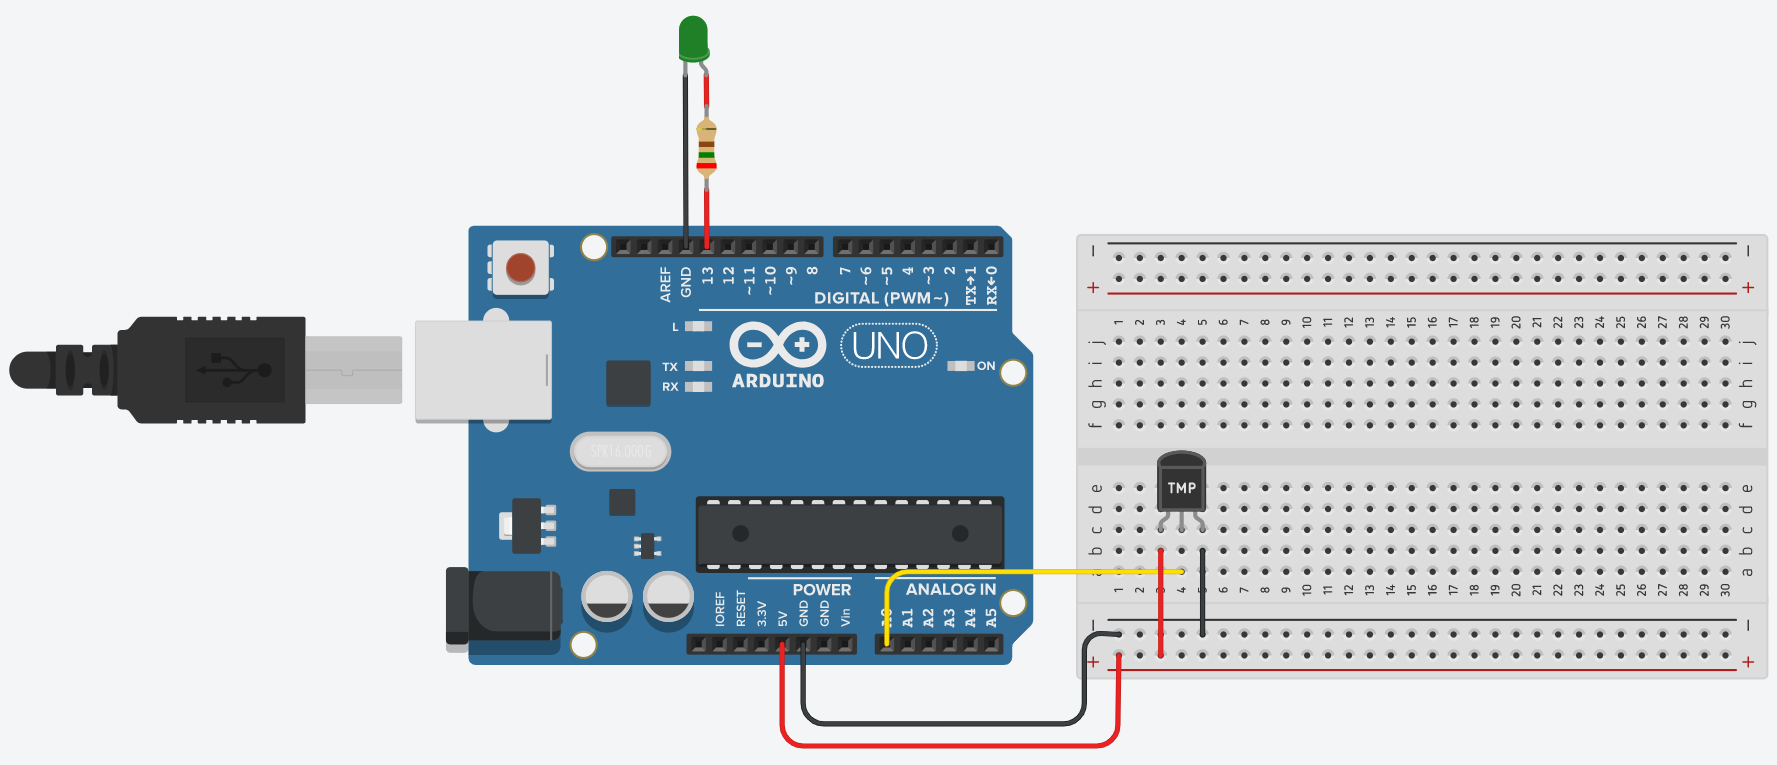 AREF
GND
13
12
~11
~10
~9
8
7
~6
~5
4
~3
2
TX→1
RX←0
DIGITAL (PWM~)
L
TX
RX
ARDUINO
UNO
ON
SPK16.000G
POWER
ANALOG IN
IOREF
RESET
3.3V
5V
GND
GND
Vin
A0
A1
A2
A3
A4
A5
− −
+ +
1 2 3 4 5 6 7 8 9 10 11 12 13 14 15 16 17 18 19 20 21 22 23 24 25 26 27 28 29 30
j j
i i
h h
g g
f f
TMP
e e
d d
c c
b b
a a
1 2 3 4 5 6 7 8 9 10 11 12 13 14 15 16 17 18 19 20 21 22 23 24 25 26 27 28 29 30
− −
+ +